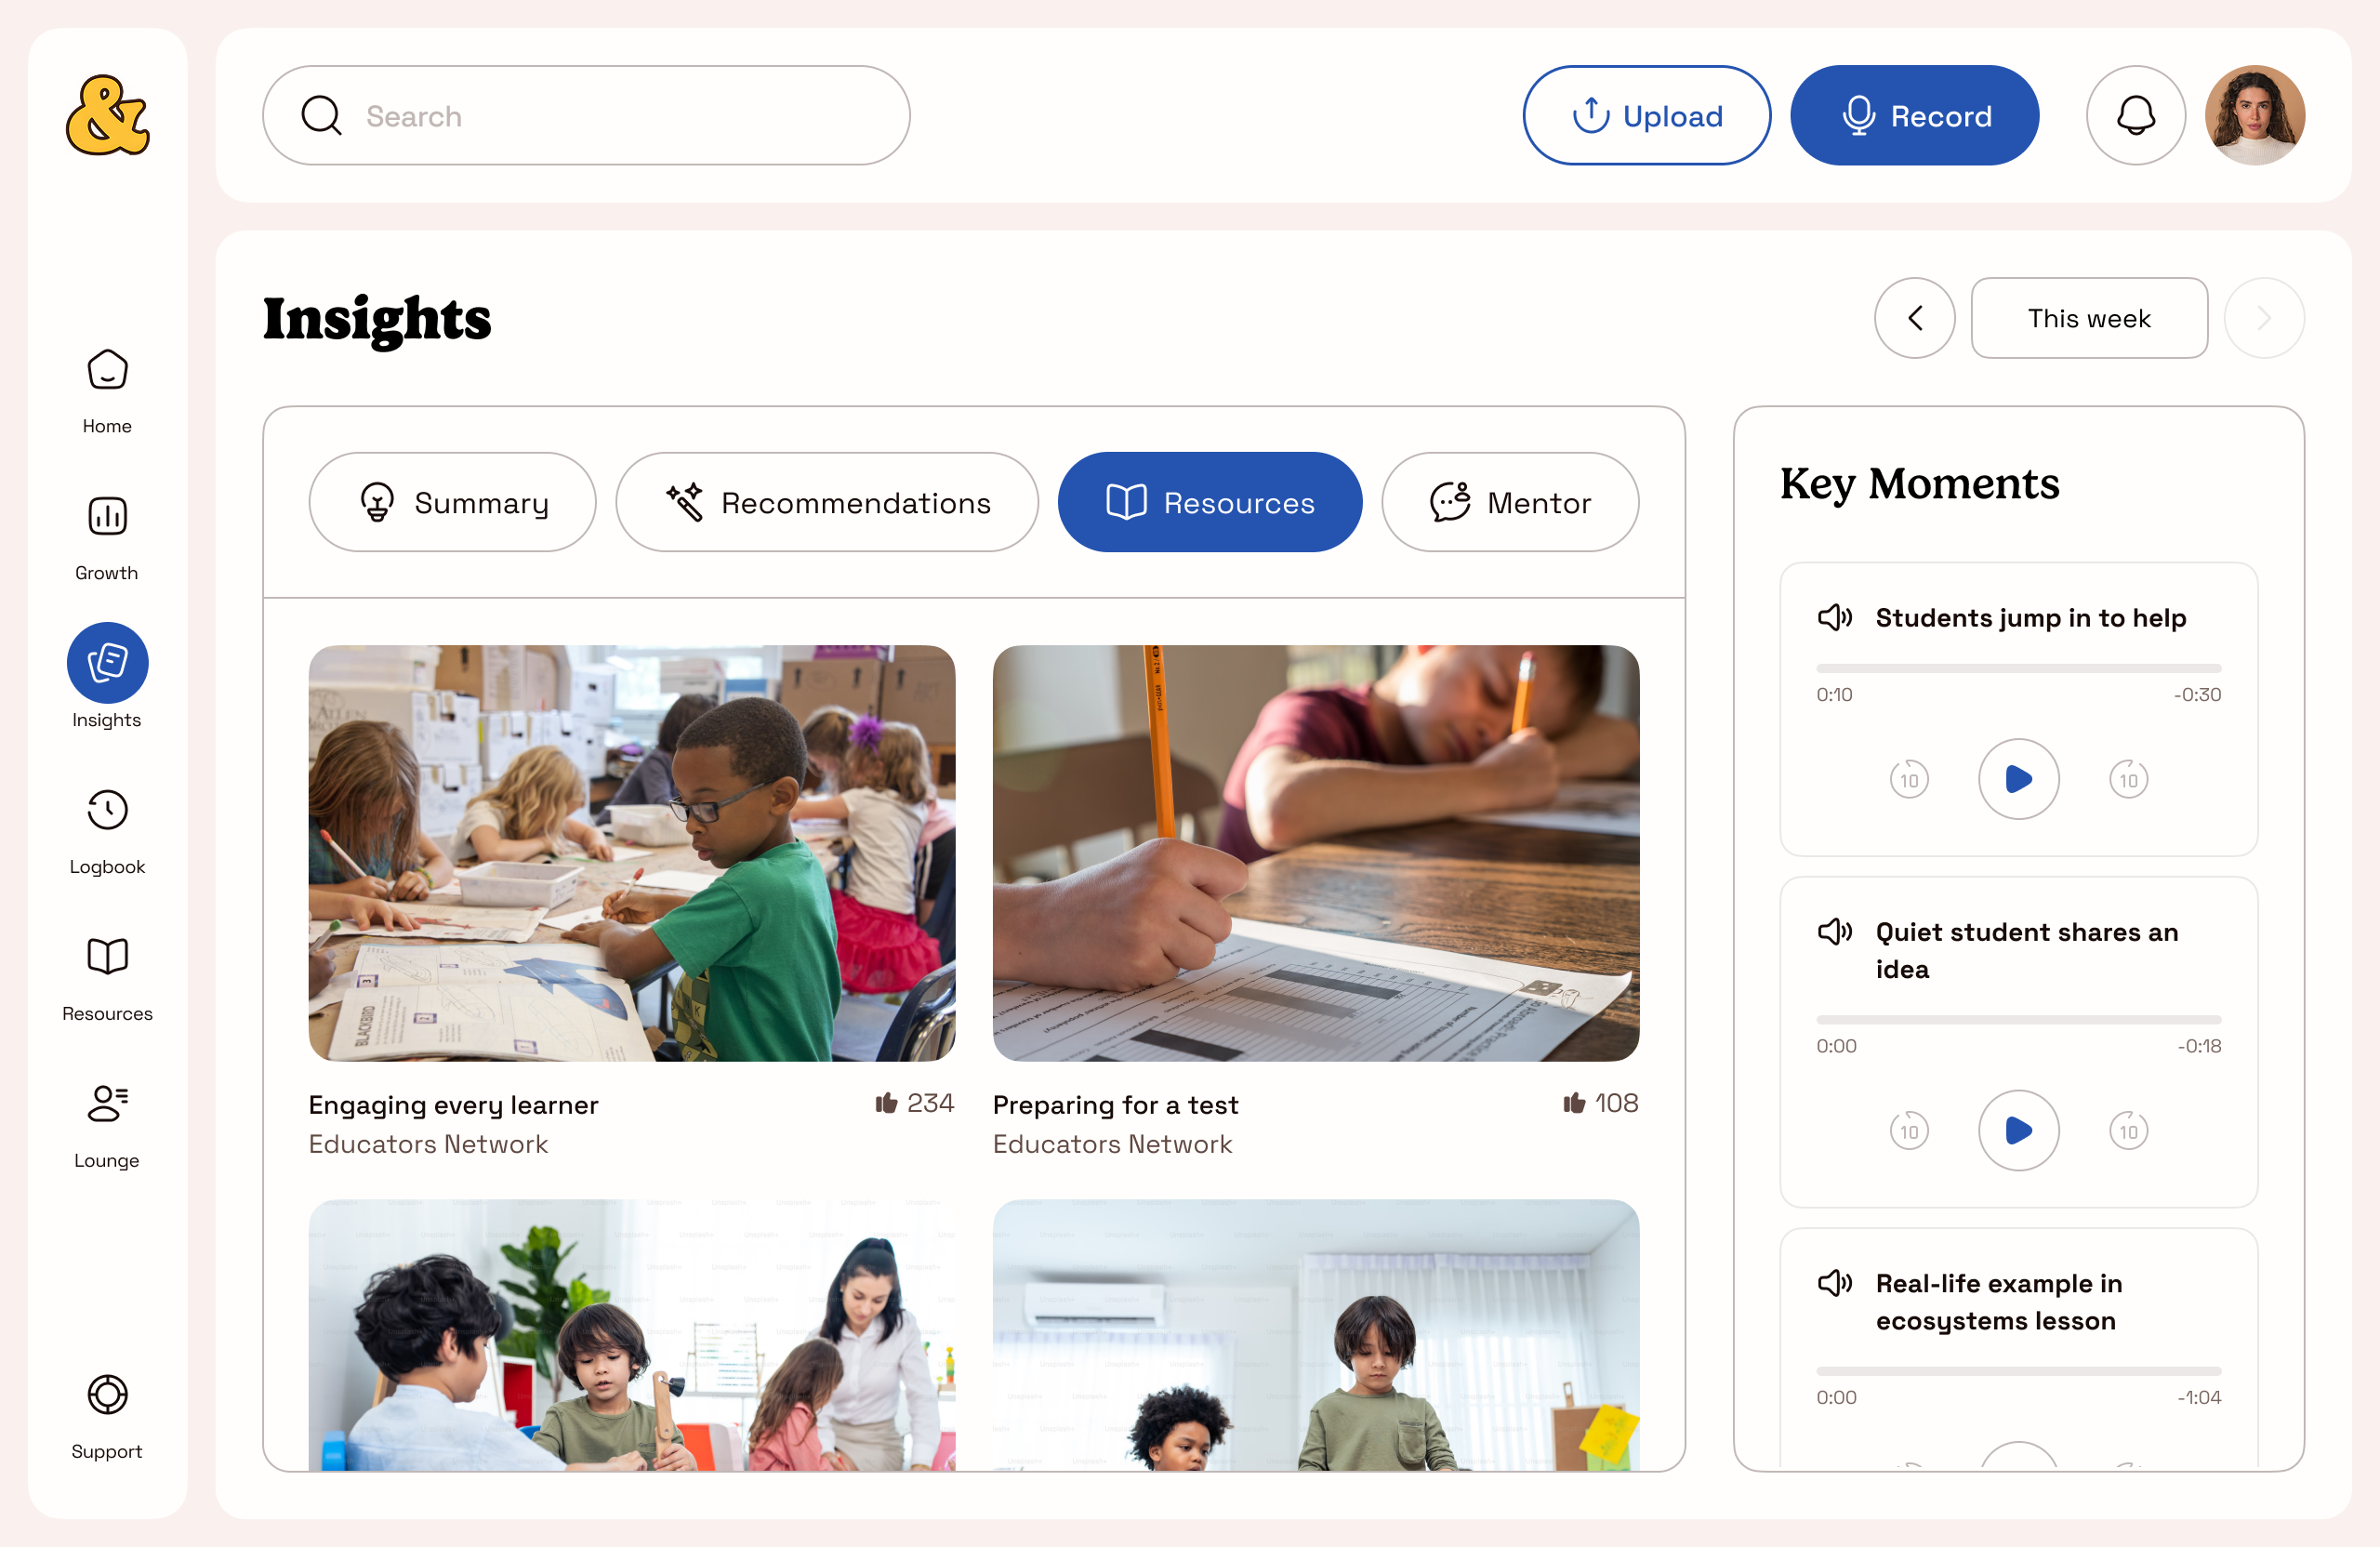 &
Search
Upload
Record
Insights
This week
Home
Growth
Insights
Logbook
Resources
Lounge
Support
Summary
Recommendations
Resources
Mentor
BLACKBIRD
Engaging every learner
234
Educators Network
Preparing for a test
108
Educators Network
Key Moments
Students jump in to help
0:10
-0:30
10
10
Quiet student shares an
idea
0:00
-0:18
10
10
Real-life example in
ecosystems lesson
0:00
-1:04